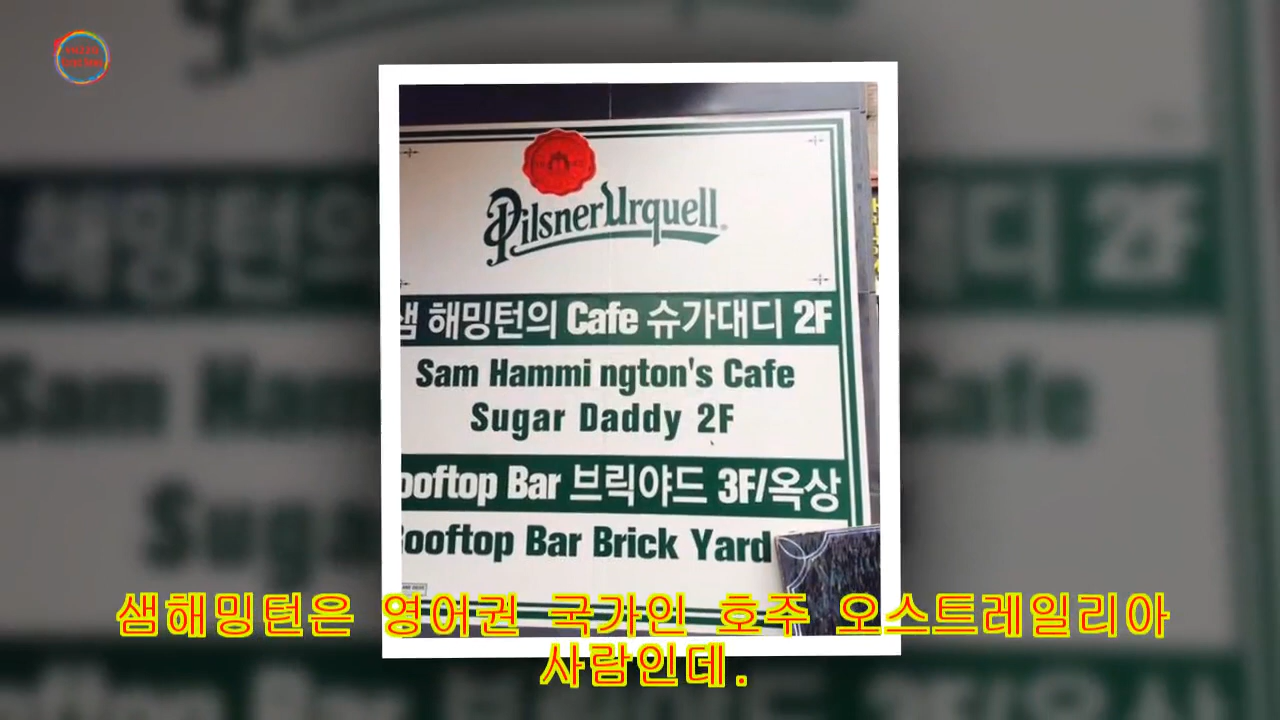 Pilsner Urquell
샘 해밍턴의 Cafe 슈가대디 2F
Sam Hammi ngton's Cafe
Sugar Daddy 2F
ooftop Bar 브릭야드 3F/옥상
Rooftop Bar Brick Yard
샘해밍턴은 영어권 국가인 호주 오스트레일리아
사람인데.